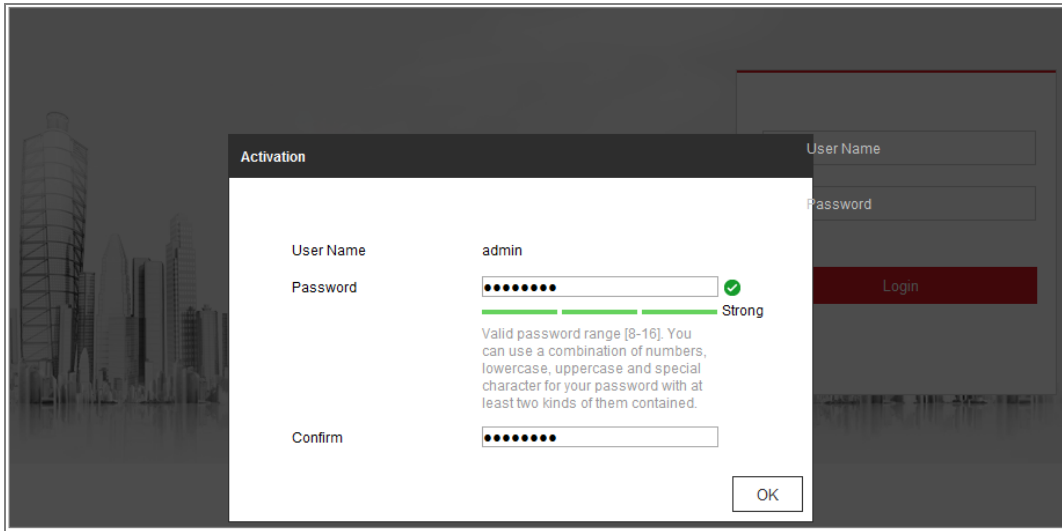 Activation
User Name
Password
Login
User Name admin
Password ●●●●●●●●
Strong
Valid password range [8-16]. You
can use a combination of numbers,
lowercase, uppercase and special
character for your password with at
least two kinds of them contained.
Confirm ●●●●●●●●
OK